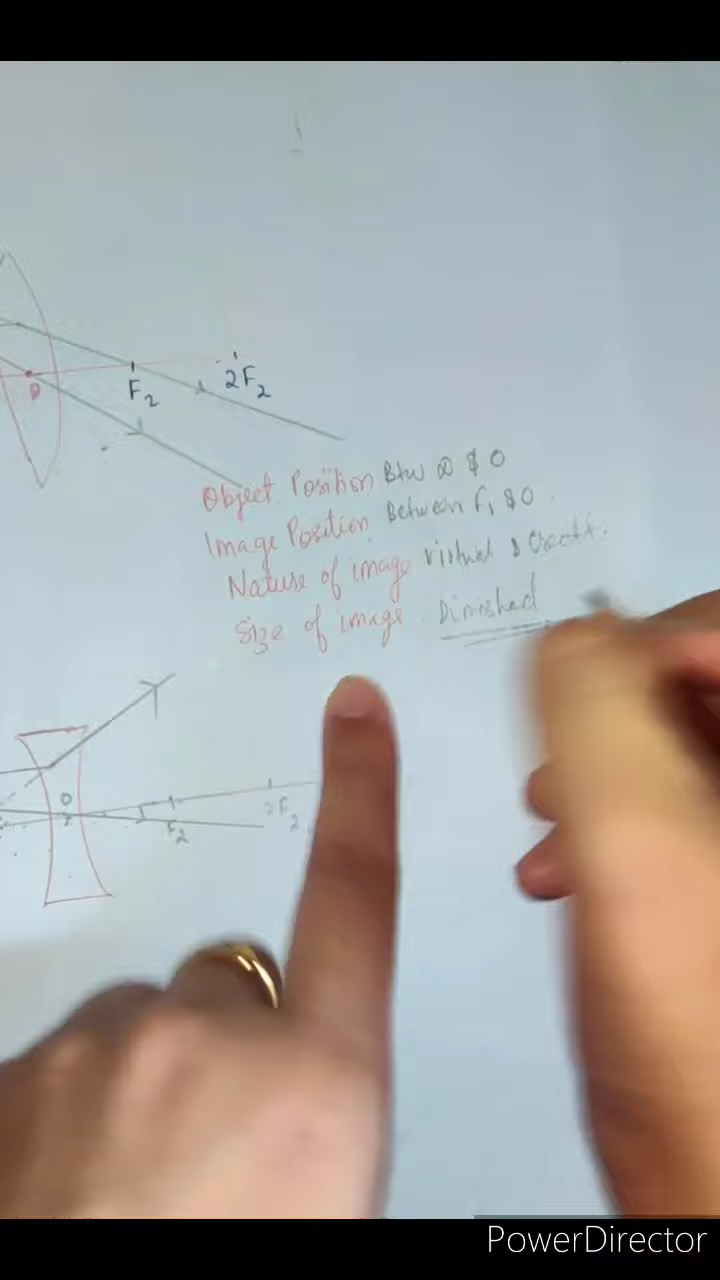 F2
2F2
Object Position Btw ∞ & O
Image Position Between F1 & O.
Nature of image virtual & Erect.
Size of image Diminshed
O
F2
2F2
PowerDirector